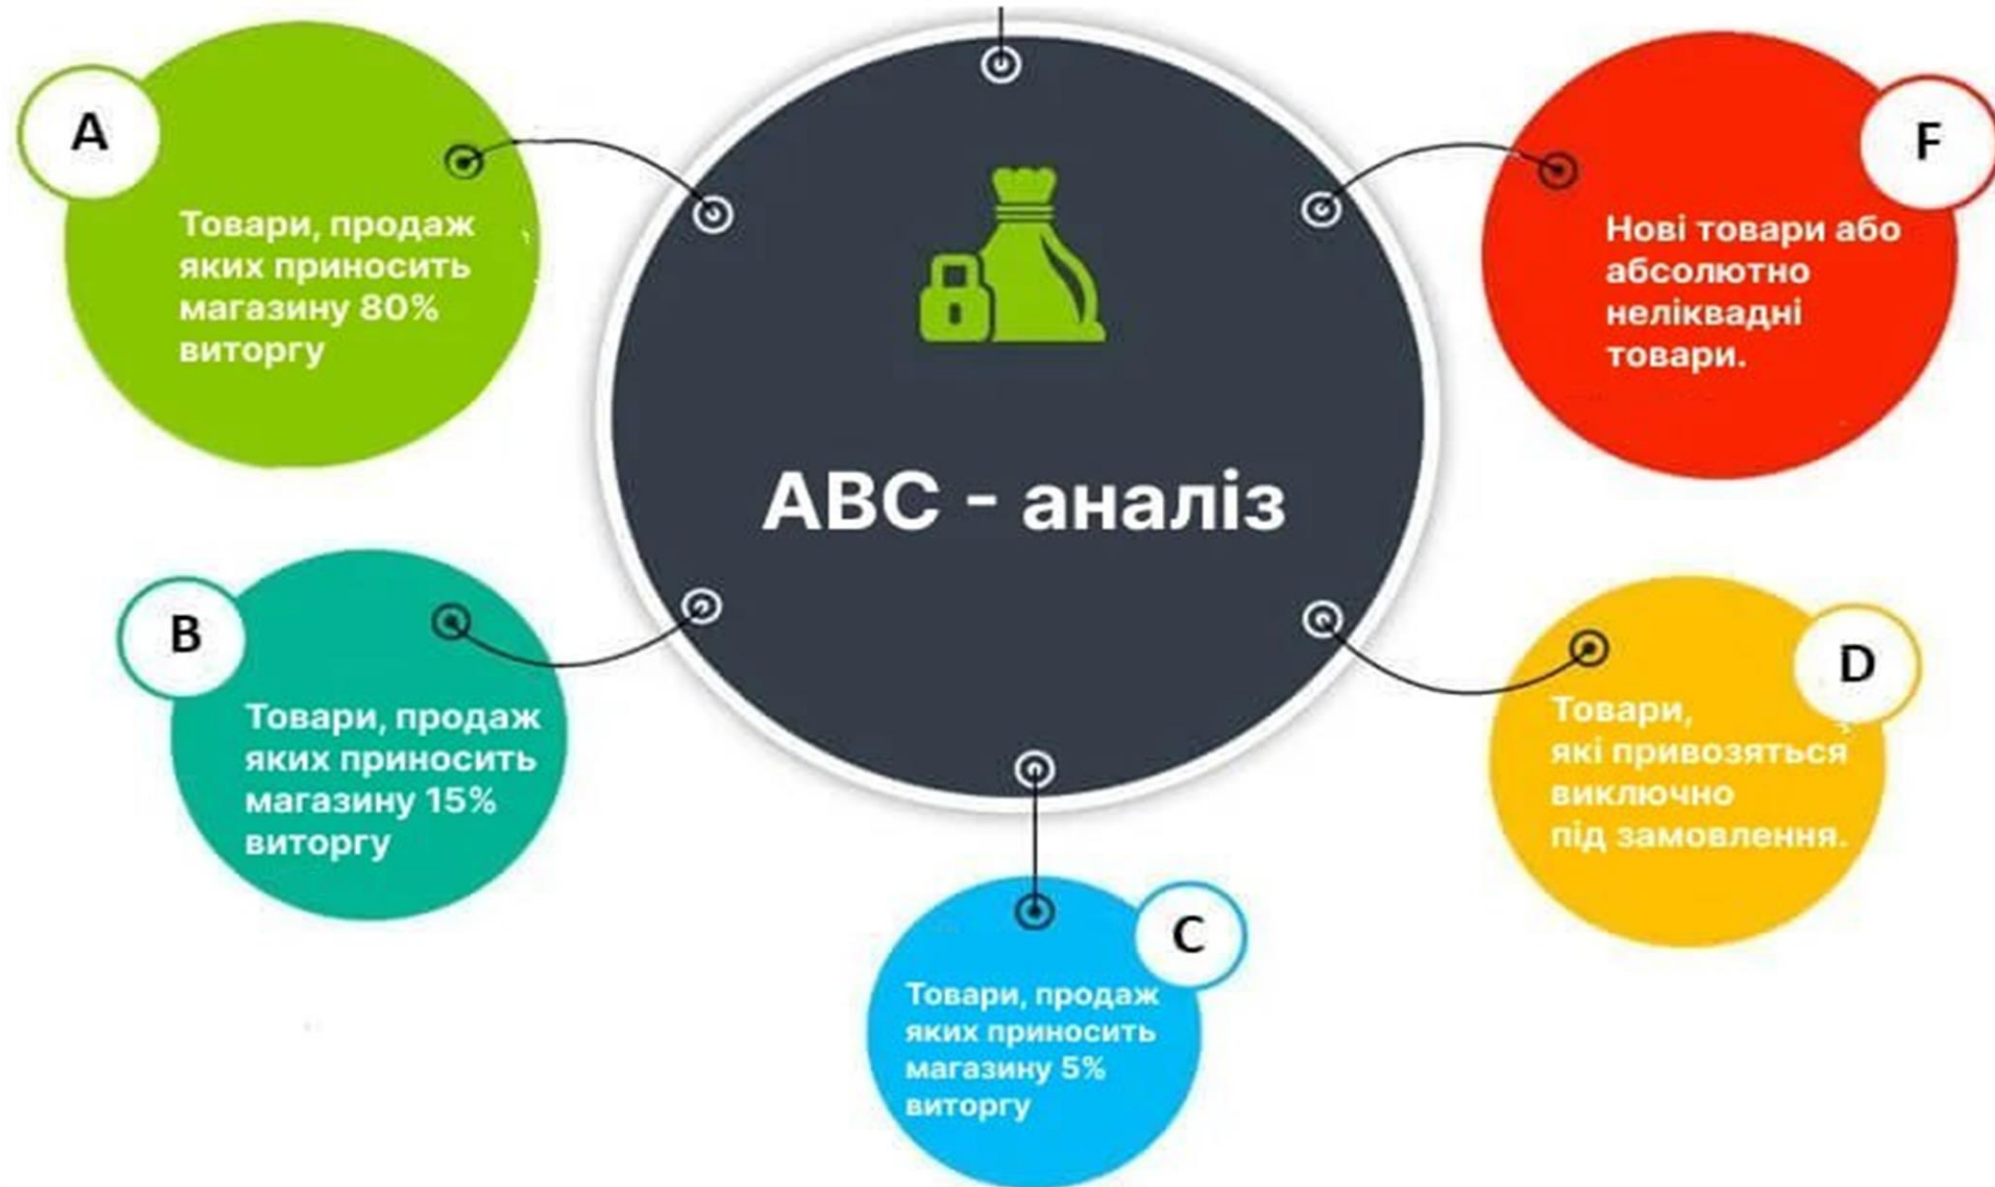 A
Товари, продаж
яких приносить
магазину 80%
виторгу
B
Товари, продаж
яких приносить
магазину 15%
виторгу
ABC - аналіз
C
Товари, продаж
яких приносить
магазину 5%
виторгу
F
Нові товари або
абсолютно
неліквадні
товари.
D
Товари,
які привозяться
виключно
під замовлення.